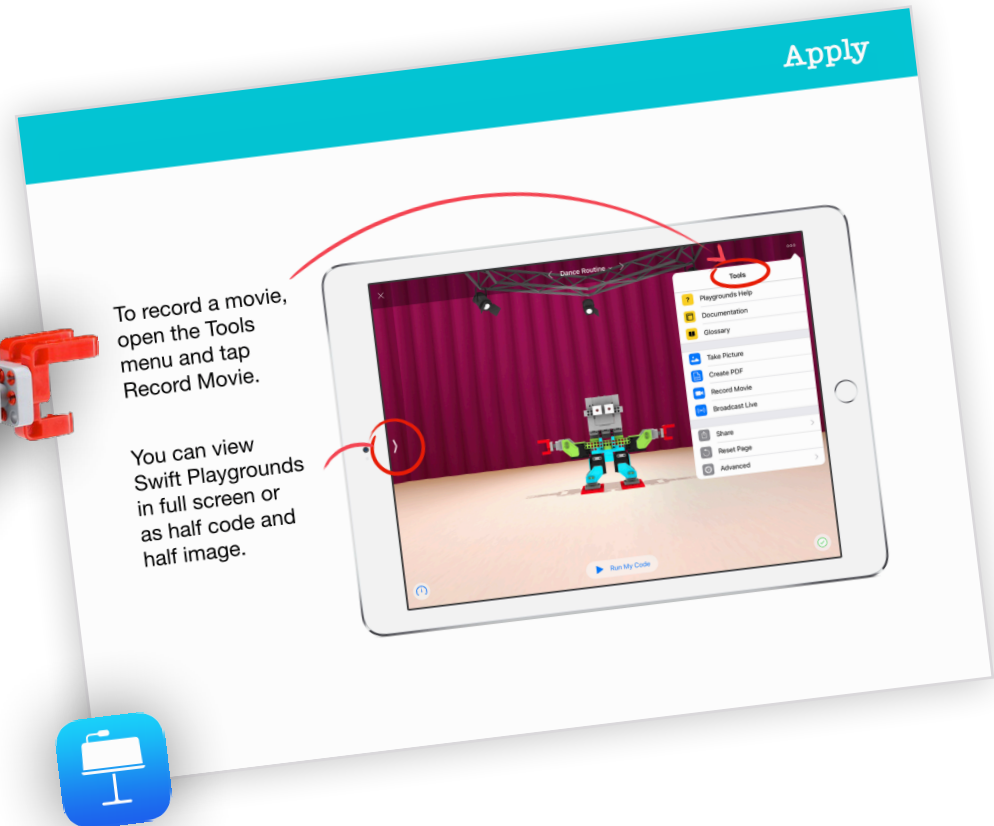 Apply
To record a movie,
open the Tools
menu and tap
Record Movie.
You can view
Swift Playgrounds
in full screen or
as half code and
half image.
Dance Routine
Tools
Playgrounds Help
Documentation
Glossary
Take Picture
Create PDF
Record Movie
Broadcast Live
Share
Reset Page
Advanced
Run My Code